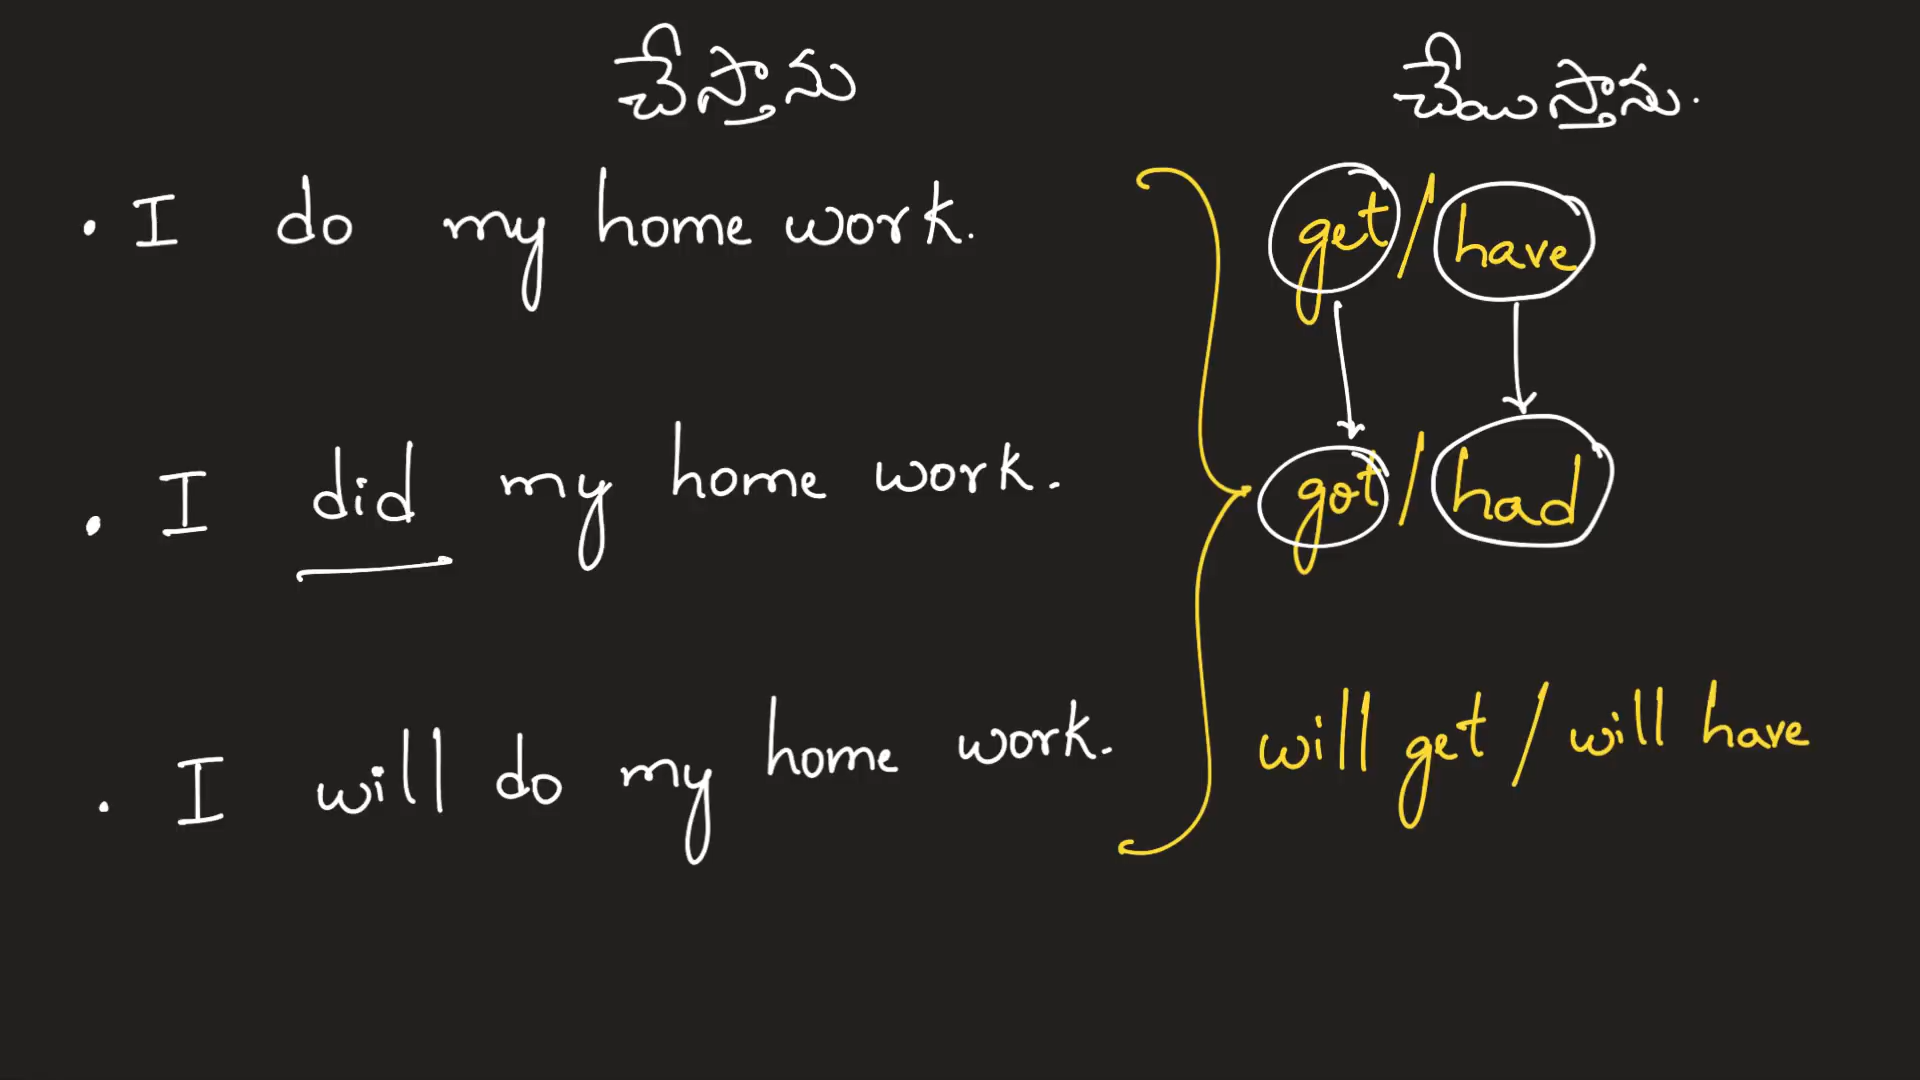 చేస్తాను చేయిస్తాను.
• I do my home work. get / have
• I did my home work. got / had
• I will do my home work. will get / will have